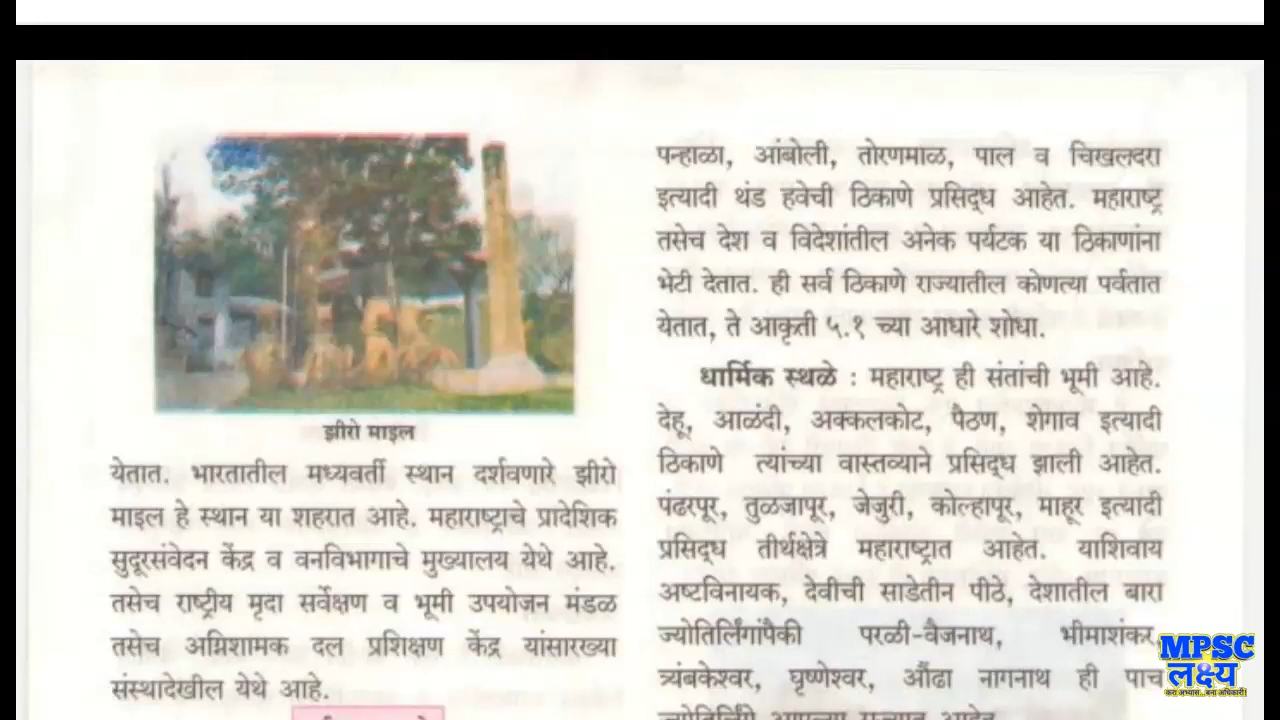 झीरो माइल
येतात. भारतातील मध्यवर्ती स्थान दर्शवणारे झीरो
माइल हे स्थान या शहरात आहे. महाराष्ट्राचे प्रादेशिक
सुदूरसंवेदन केंद्र व वनविभागाचे मुख्यालय येथे आहे.
तसेच राष्ट्रीय मृदा सर्वेक्षण व भूमी उपयोजन मंडळ
तसेच अग्निशामक दल प्रशिक्षण केंद्र यांसारख्या
संस्थादेखील येथे आहे.
पन्हाळा, आंबोली, तोरणमाळ, पाल व चिखलदरा
इत्यादी थंड हवेची ठिकाणे प्रसिद्ध आहेत. महाराष्ट्र
तसेच देश व विदेशांतील अनेक पर्यटक या ठिकाणांना
भेटी देतात. ही सर्व ठिकाणे राज्यातील कोणत्या पर्वतात
येतात, ते आकृती ५.१ च्या आधारे शोधा.
धार्मिक स्थळे : महाराष्ट्र ही संतांची भूमी आहे.
देहू, आळंदी, अक्कलकोट, पैठण, शेगाव इत्यादी
ठिकाणे त्यांच्या वास्तव्याने प्रसिद्ध झाली आहेत.
पंढरपूर, तुळजापूर, जेजुरी, कोल्हापूर, माहूर इत्यादी
प्रसिद्ध तीर्थक्षेत्रे महाराष्ट्रात आहेत. याशिवाय
अष्टविनायक, देवीची साडेतीन पीठे, देशातील बारा
ज्योतिर्लिंगांपैकी परळी-वैजनाथ, भीमाशंकर,
त्र्यंबकेश्वर, घृष्णेश्वर, औंढा नागनाथ ही पाच
MPSC
लक्ष्य
करा अभ्यास...बना अधिकारी!